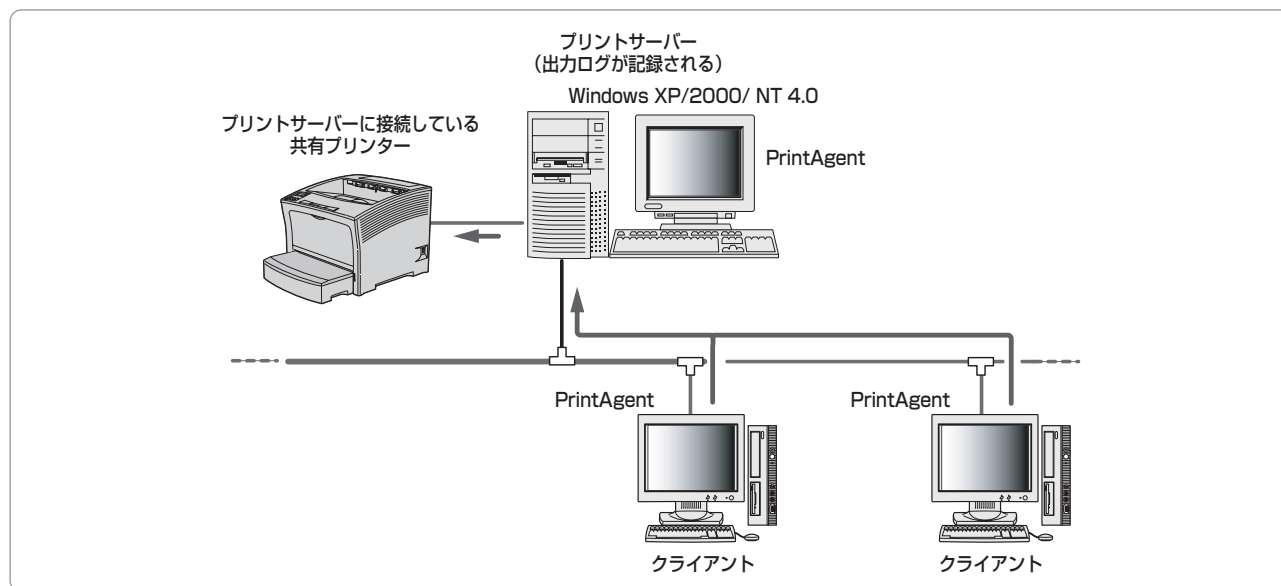 プリントサーバー
（出力ログが記録される）
Windows XP/2000/ NT 4.0
プリントサーバーに接続している
共有プリンター
PrintAgent
PrintAgent
PrintAgent
クライアント
クライアント